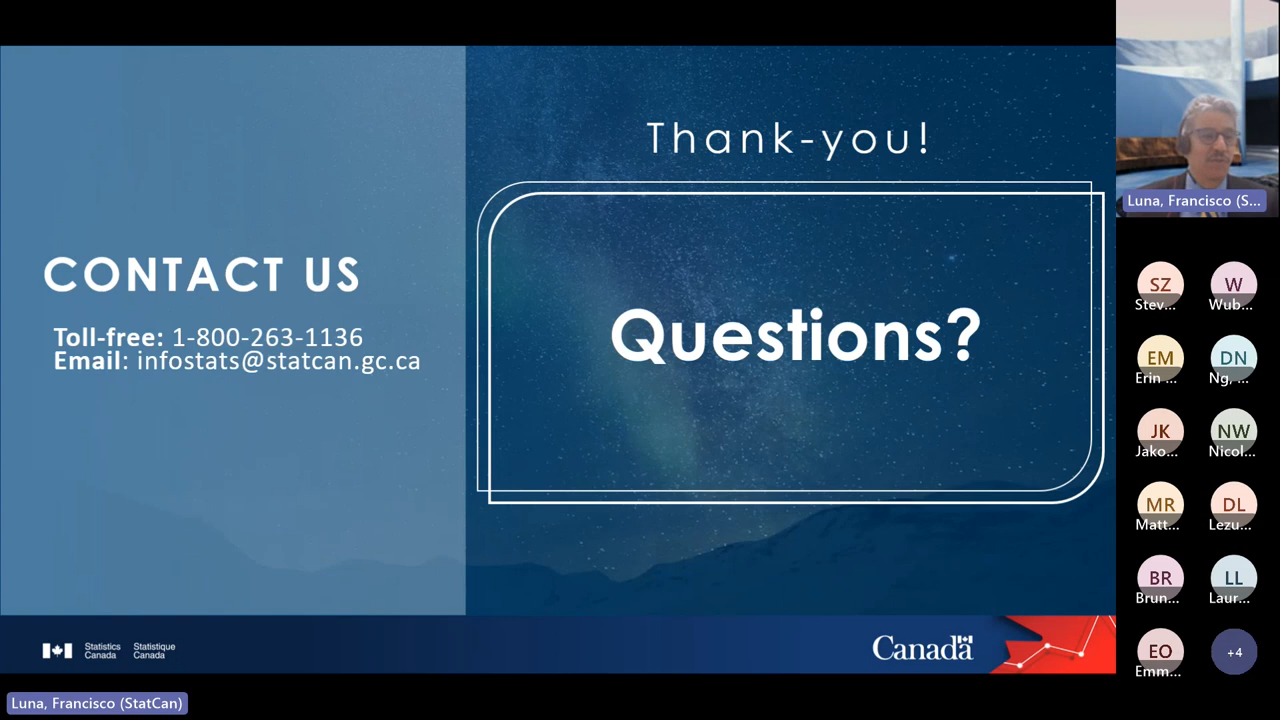 Thank-you!
CONTACT US
Toll-free: 1-800-263-1136
Email: infostats@statcan.gc.ca
Questions?
Statistics Canada
Statistique Canada
Canada
Luna, Francisco (StatCan)
Luna, Francisco (S...
SZ
Stev...
W
Wub...
EM
Erin ...
DN
Ng, ...
JK
Jako...
NW
Nicol...
MR
Matt...
DL
Lezu...
BR
Brun...
LL
Laur...
EO
Emm...
+4